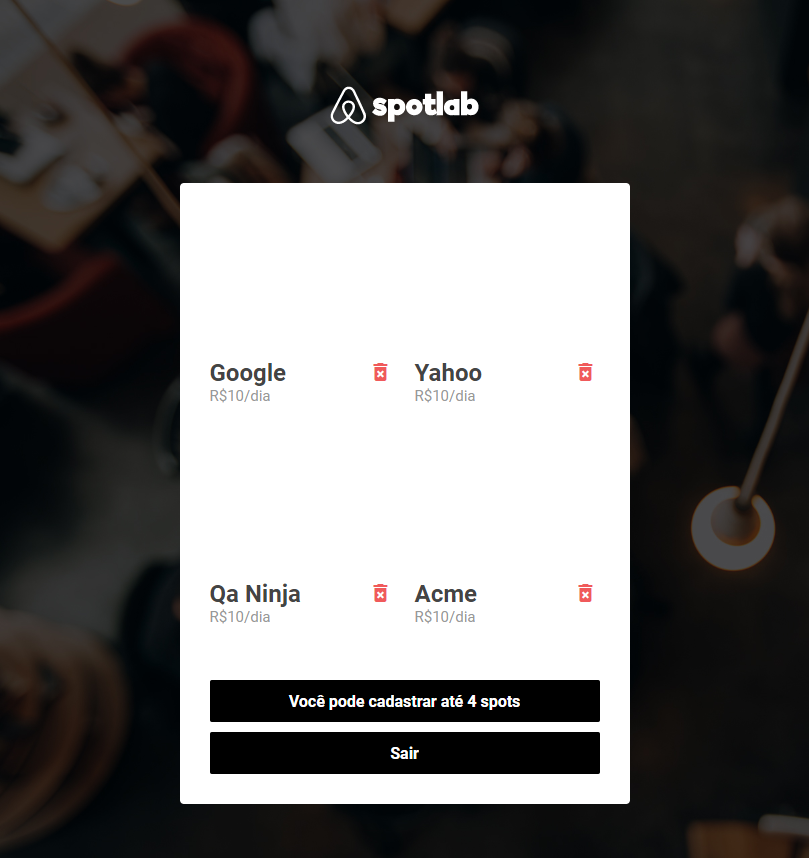 spotlab
Google
R$10/dia
Yahoo
R$10/dia
Qa Ninja
R$10/dia
Acme
R$10/dia
Você pode cadastrar até 4 spots
Sair